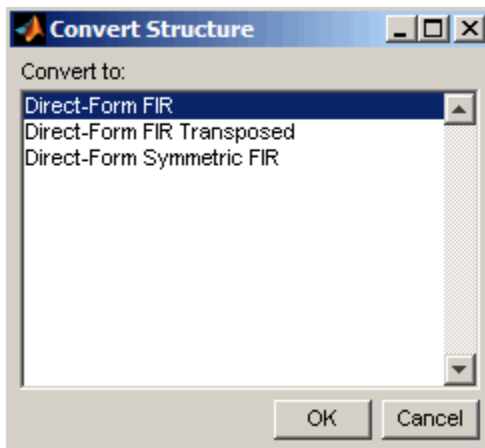 Convert Structure
Convert to:
Direct-Form FIR
Direct-Form FIR Transposed
Direct-Form Symmetric FIR
OK
Cancel